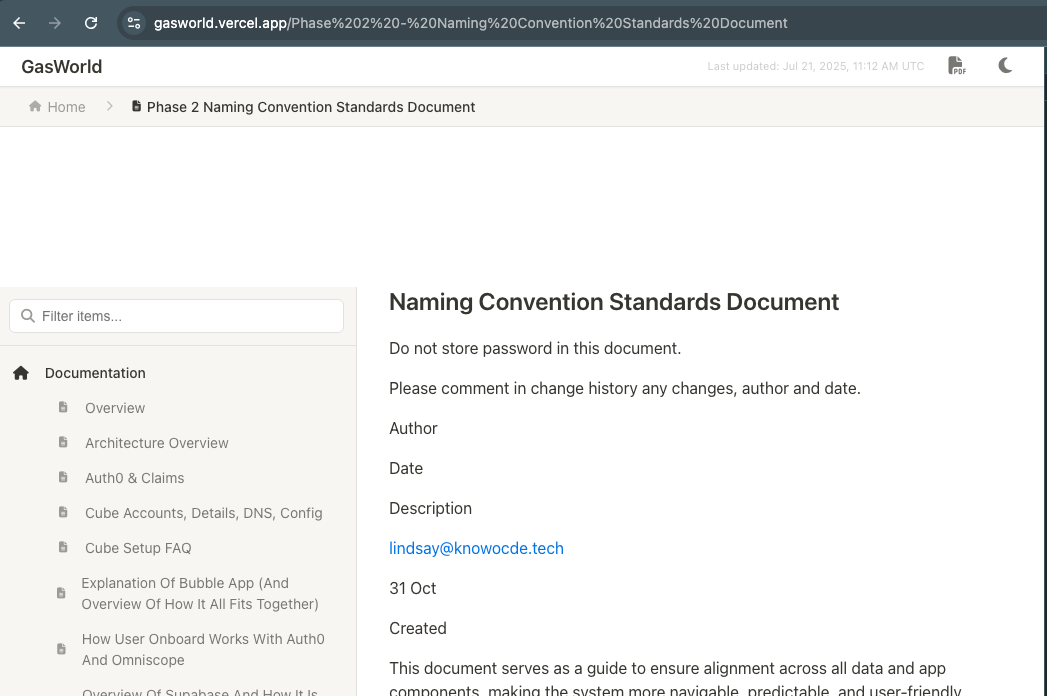 gasworld.vercel.app/Phase%202%20-%20Naming%20Convention%20Standards%20Document
GasWorld
Last updated: Jul 21, 2025, 11:12 AM UTC
PDF
Home
Phase 2 Naming Convention Standards Document
Filter items...
Documentation
Overview
Architecture Overview
Auth0 & Claims
Cube Accounts, Details, DNS, Config
Cube Setup FAQ
Explanation Of Bubble App (And
Overview Of How It All Fits Together)
How User Onboard Works With Auth0
And Omniscope
Overview Of Supabase And How It Is
Naming Convention Standards Document
Do not store password in this document.
Please comment in change history any changes, author and date.
Author
Date
Description
lindsay@knowocde.tech
31 Oct
Created
This document serves as a guide to ensure alignment across all data and app
components, making the system more navigable, predictable, and user-friendly